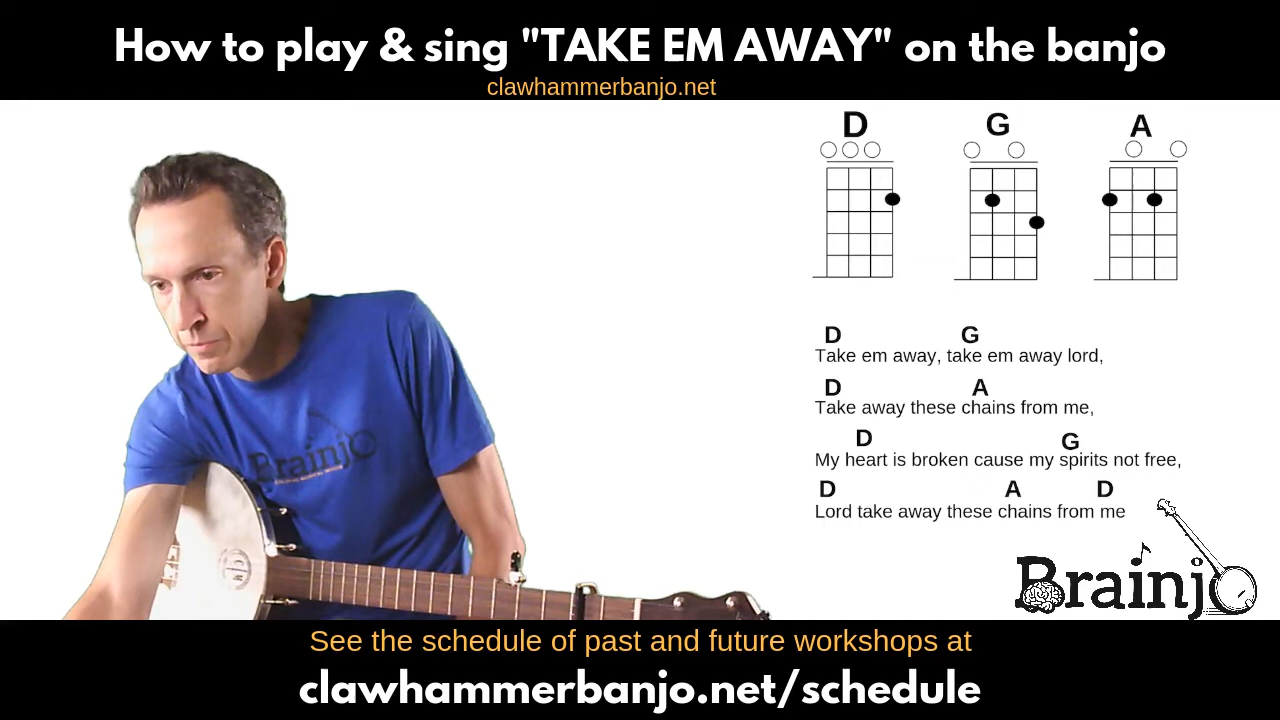 How to play & sing "TAKE EM AWAY" on the banjo
clawhammerbanjo.net
D G A
D G
Take em away, take em away lord,
D A
Take away these chains from me,
D G
My heart is broken cause my spirits not free,
D A D
Lord take away these chains from me
Brainjo
Brainjo
See the schedule of past and future workshops at
clawhammerbanjo.net/schedule